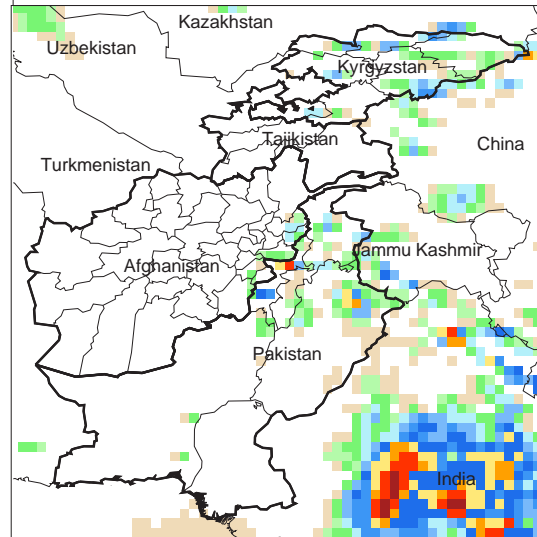 Kazakhstan
Uzbekistan
Kyrgyzstan
Tajikistan
China
Turkmenistan
Jammu Kashmir
Afghanistan
Pakistan
India